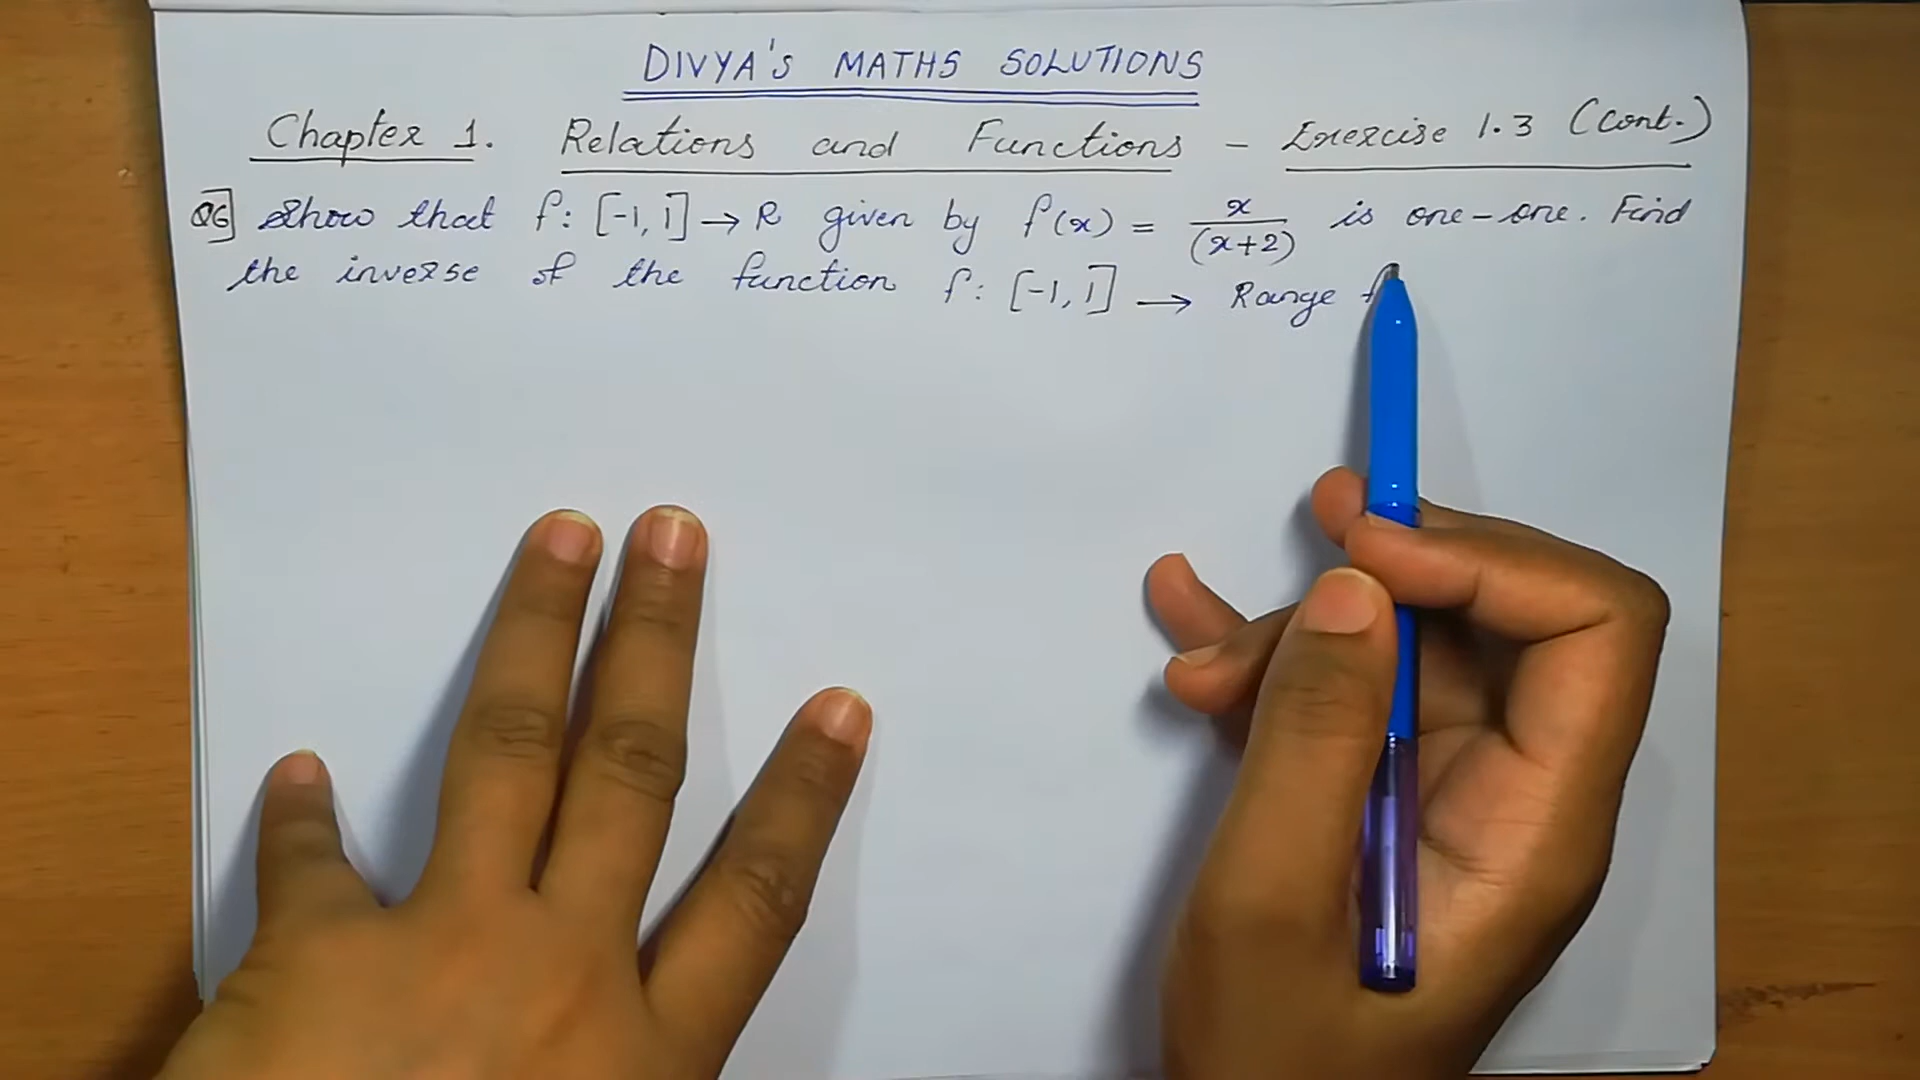 DIVYA'S MATHS SOLUTIONS
Chapter 1. Relations and Functions - Exercise 1.3 (Cont.)
Q6] Show that f: [-1, 1] → R given by f(x) = x/(x+2) is one-one. Find
the inverse of the function f: [-1, 1] → Range f